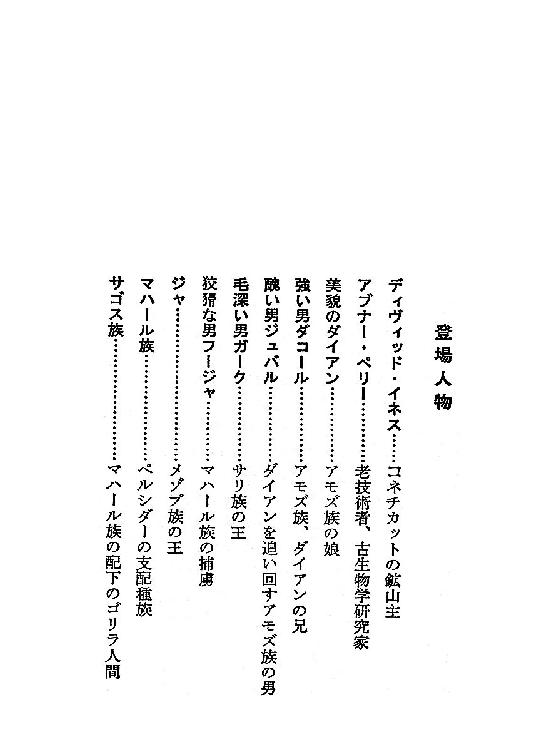 登場人物
ディヴィッド・イネス……コネチカットの鉱山主
アブナー・ペリー…………老技術者、古生物学研究家
美貌のダイアン……………アモズ族の娘
強い男ダコール……………アモズ族、ダイアンの兄
醜い男ジュバル……………ダイアンを追い回すアモズ族の男
毛深い男ガーク……………サリ族の王
狡猾な男フージャ…………マハール族の捕虜
ジャ…………………………メゾプ族の王
マハール族…………………ペルシダーの支配種族
サゴス族……………………マハール族の配下のゴリラ人間